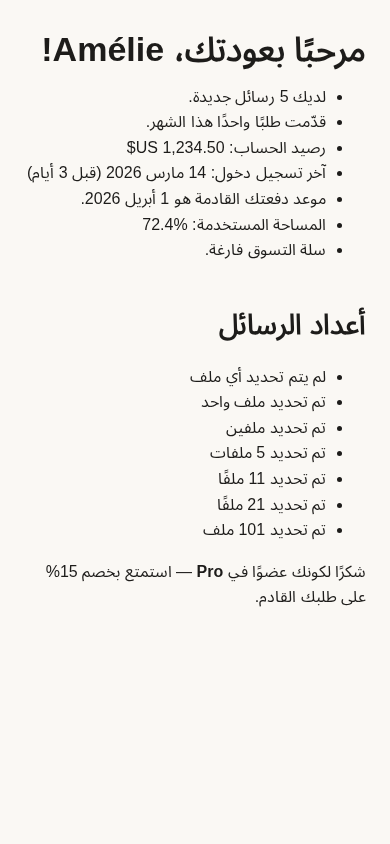 مرحبًا بعودتك، Amélie!
لديك 5 رسائل جديدة.
قدّمت طلبًا واحدًا هذا الشهر.
رصيد الحساب: 1,234.50 US$
آخر تسجيل دخول: 14 مارس 2026 (قبل 3 أيام)
موعد دفعتك القادمة هو 1 أبريل 2026.
المساحة المستخدمة: 72.4%
سلة التسوق فارغة.
أعداد الرسائل
لم يتم تحديد أي ملف
تم تحديد ملف واحد
تم تحديد ملفين
تم تحديد 5 ملفات
تم تحديد 11 ملفًا
تم تحديد 21 ملفًا
تم تحديد 101 ملف
شكرًا لكونك عضوًا في Pro — استمتع بخصم 15%
على طلبك القادم.